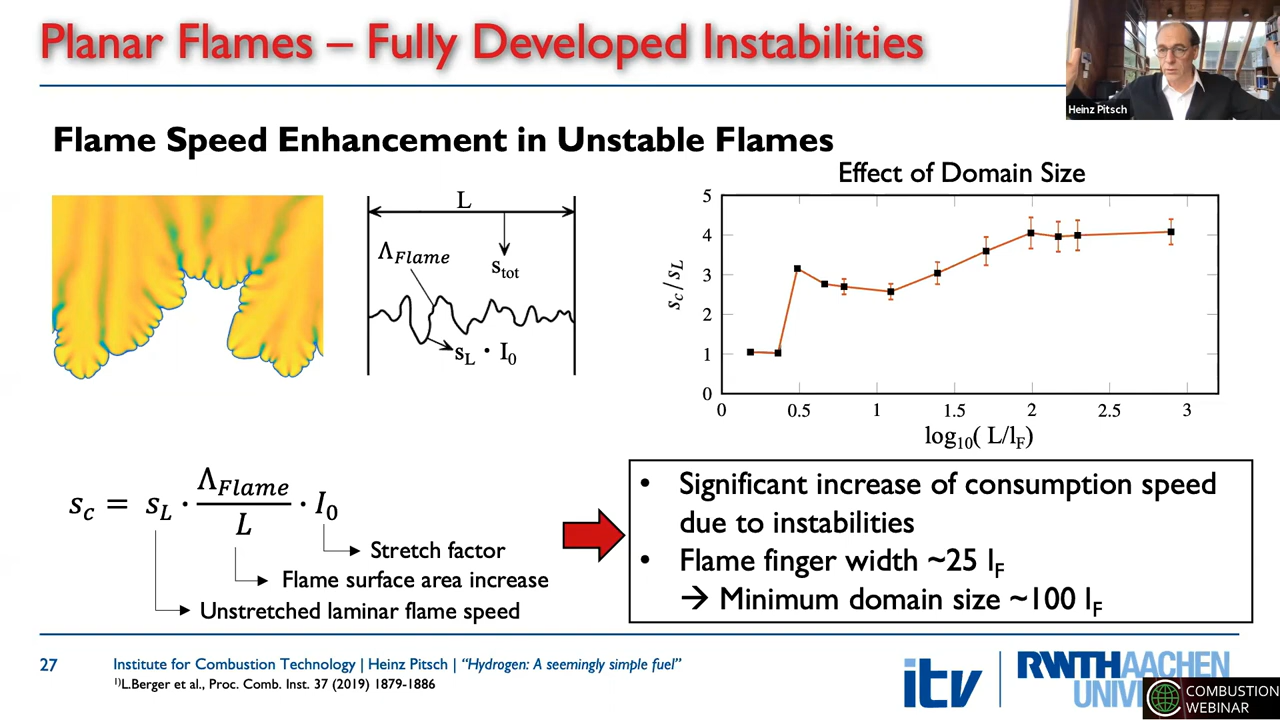 Planar Flames – Fully Developed Instabilities
Heinz Pitsch
Flame Speed Enhancement in Unstable Flames
Effect of Domain Size
L
Λ_Flame
s_tot
s_L · I_0
s_c/s_L
5
4
3
2
1
0
0 0.5 1 1.5 2 2.5 3
log_10( L/l_F)
s_c = s_L · Λ_Flame / L · I_0
Stretch factor
Flame surface area increase
Unstretched laminar flame speed
• Significant increase of consumption speed
due to instabilities
• Flame finger width ~25 l_F
→ Minimum domain size ~100 l_F
27
Institute for Combustion Technology | Heinz Pitsch | “Hydrogen: A seemingly simple fuel”
1)L.Berger et al., Proc. Comb. Inst. 37 (2019) 1879-1886
itv
RWTHAACHEN
UNIV
COMBUSTION
WEBINAR